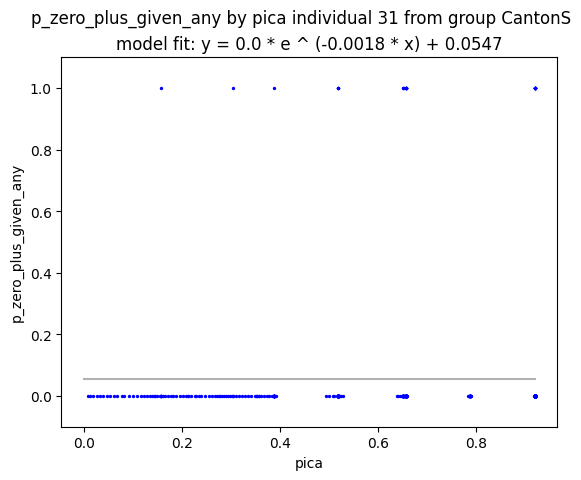 p_zero_plus_given_any by pica individual 31 from group CantonS
model fit: y = 0.0 * e ^ (-0.0018 * x) + 0.0547
1.0
0.8
0.6
0.4
0.2
0.0
p_zero_plus_given_any
0.0 0.2 0.4 0.6 0.8
pica